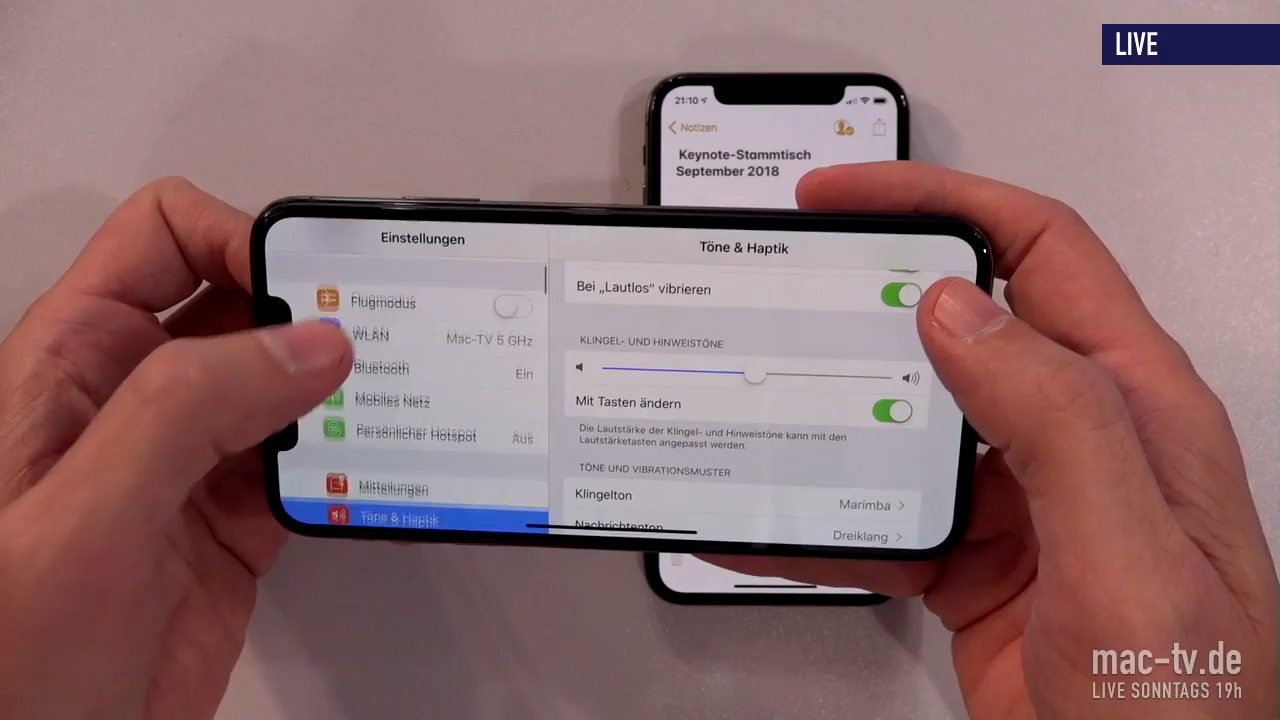 LIVE
21:10
Notizen
Keynote-Stammtisch
September 2018
Einstellungen
Flugmodus
WLAN
Mac-TV 5 GHz
Bluetooth
Ein
Mobiles Netz
Persönlicher Hotspot
Aus
Mitteilungen
Töne & Haptik
Töne & Haptik
Bei „Lautlos“ vibrieren
KLINGEL- UND HINWEISTÖNE
Mit Tasten ändern
Die Lautstärke der Klingel- und Hinweistöne kann mit den
Lautstärketasten angepasst werden.
TÖNE UND VIBRATIONSMUSTER
Klingelton
Marimba
Nachrichtenton
Dreiklang
mac-tv.de
LIVE SONNTAGS 19h